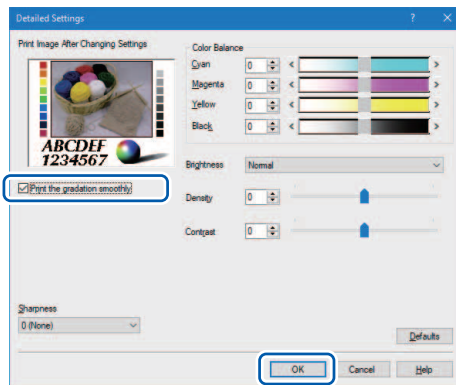 Detailed Settings
? ×
Print Image After Changing Settings
ABCDEF
1234567
Print the gradation smoothly
Color Balance
Cyan 0 < >
Magenta 0 < >
Yellow 0 < >
Black 0 < >
Brightness Normal
Density 0
Contrast 0
Sharpness
0 (None)
Defaults
OK Cancel Help